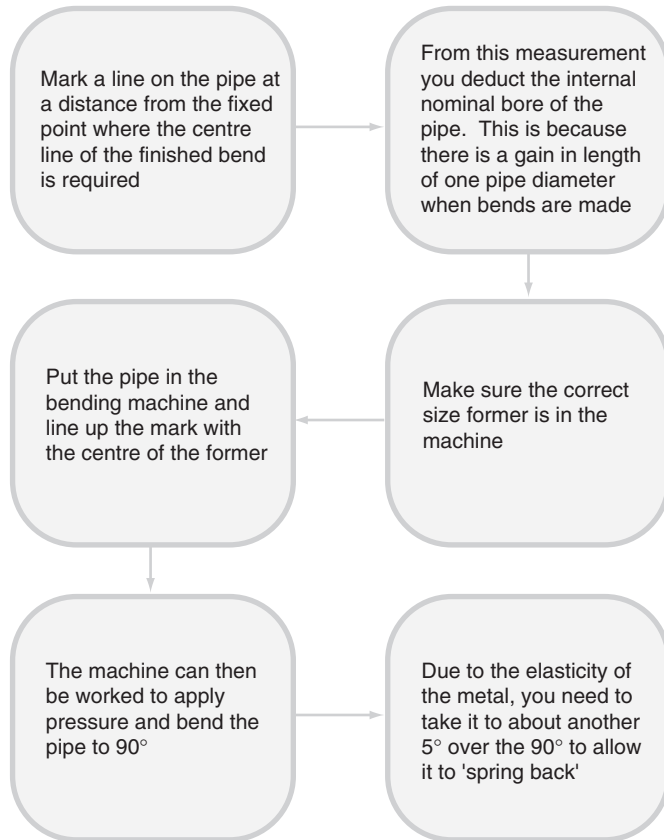 Mark a line on the pipe at
a distance from the fixed
point where the centre
line of the finished bend
is required
From this measurement
you deduct the internal
nominal bore of the
pipe.  This is because
there is a gain in length
of one pipe diameter
when bends are made
Make sure the correct
size former is in the
machine
Put the pipe in the
bending machine and
line up the mark with
the centre of the former
The machine can then
be worked to apply
pressure and bend the
pipe to 90°
Due to the elasticity of
the metal, you need to
take it to about another
5° over the 90° to allow
it to 'spring back'